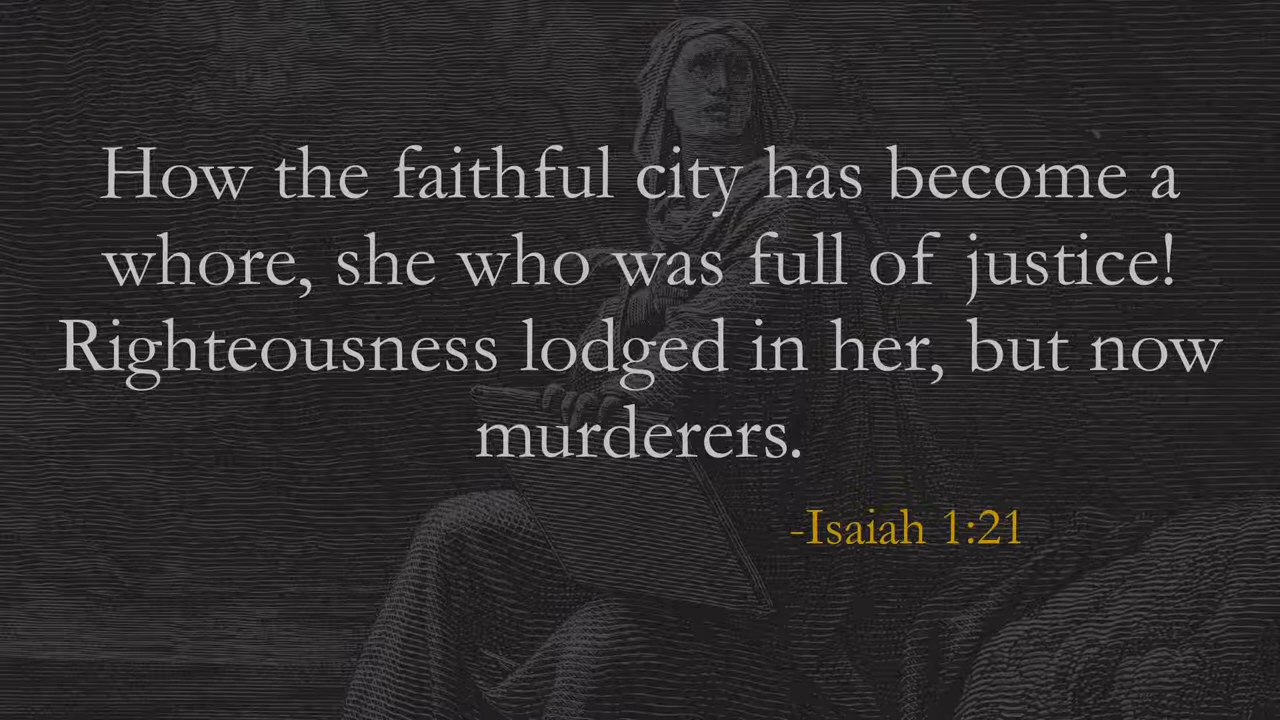 How the faithful city has become a
whore, she who was full of justice!
Righteousness lodged in her, but now
murderers.
-Isaiah 1:21